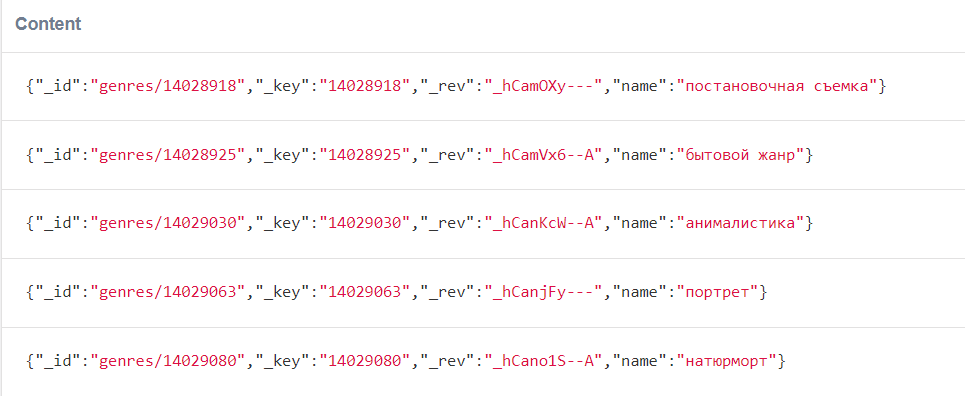 Content
{"_id":"genres/14028918","_key":"14028918","_rev":"_hCamOXy---","name":"постановочная съемка"}
{"_id":"genres/14028925","_key":"14028925","_rev":"_hCamVx6--A","name":"бытовой жанр"}
{"_id":"genres/14029030","_key":"14029030","_rev":"_hCanKcW--A","name":"анималистика"}
{"_id":"genres/14029063","_key":"14029063","_rev":"_hCanjFy---","name":"портрет"}
{"_id":"genres/14029080","_key":"14029080","_rev":"_hCano1S--A","name":"натюрморт"}